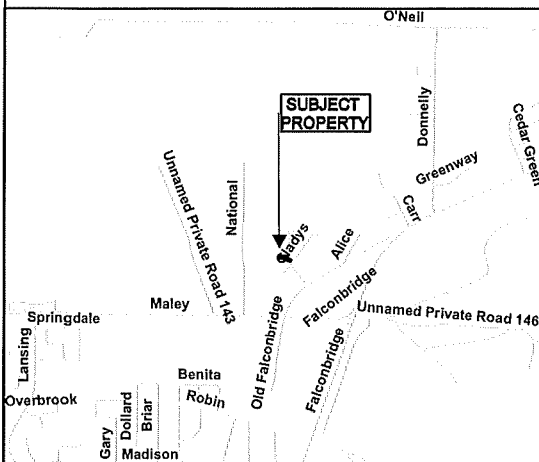 O'Neil
SUBJECT
PROPERTY
Donnelly
Cedar Green
Greenway
Unnamed Private Road 143
National
Carr
Gladys
Alice
Falconbridge
Maley
Springdale
Unnamed Private Road 146
Old Falconbridge
Falconbridge
Lansing
Benita
Robin
Overbrook
Dollard
Briar
Gary
Madison